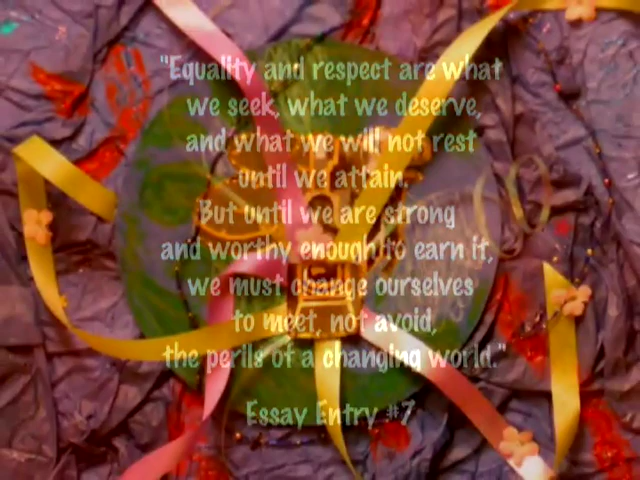 "Equality and respect are what
we seek, what we deserve,
and what we will not rest
until we attain.
But until we are strong
and worthy enough to earn it,
we must change ourselves
to meet, not avoid,
the perils of a changing world."
Essay Entry #7